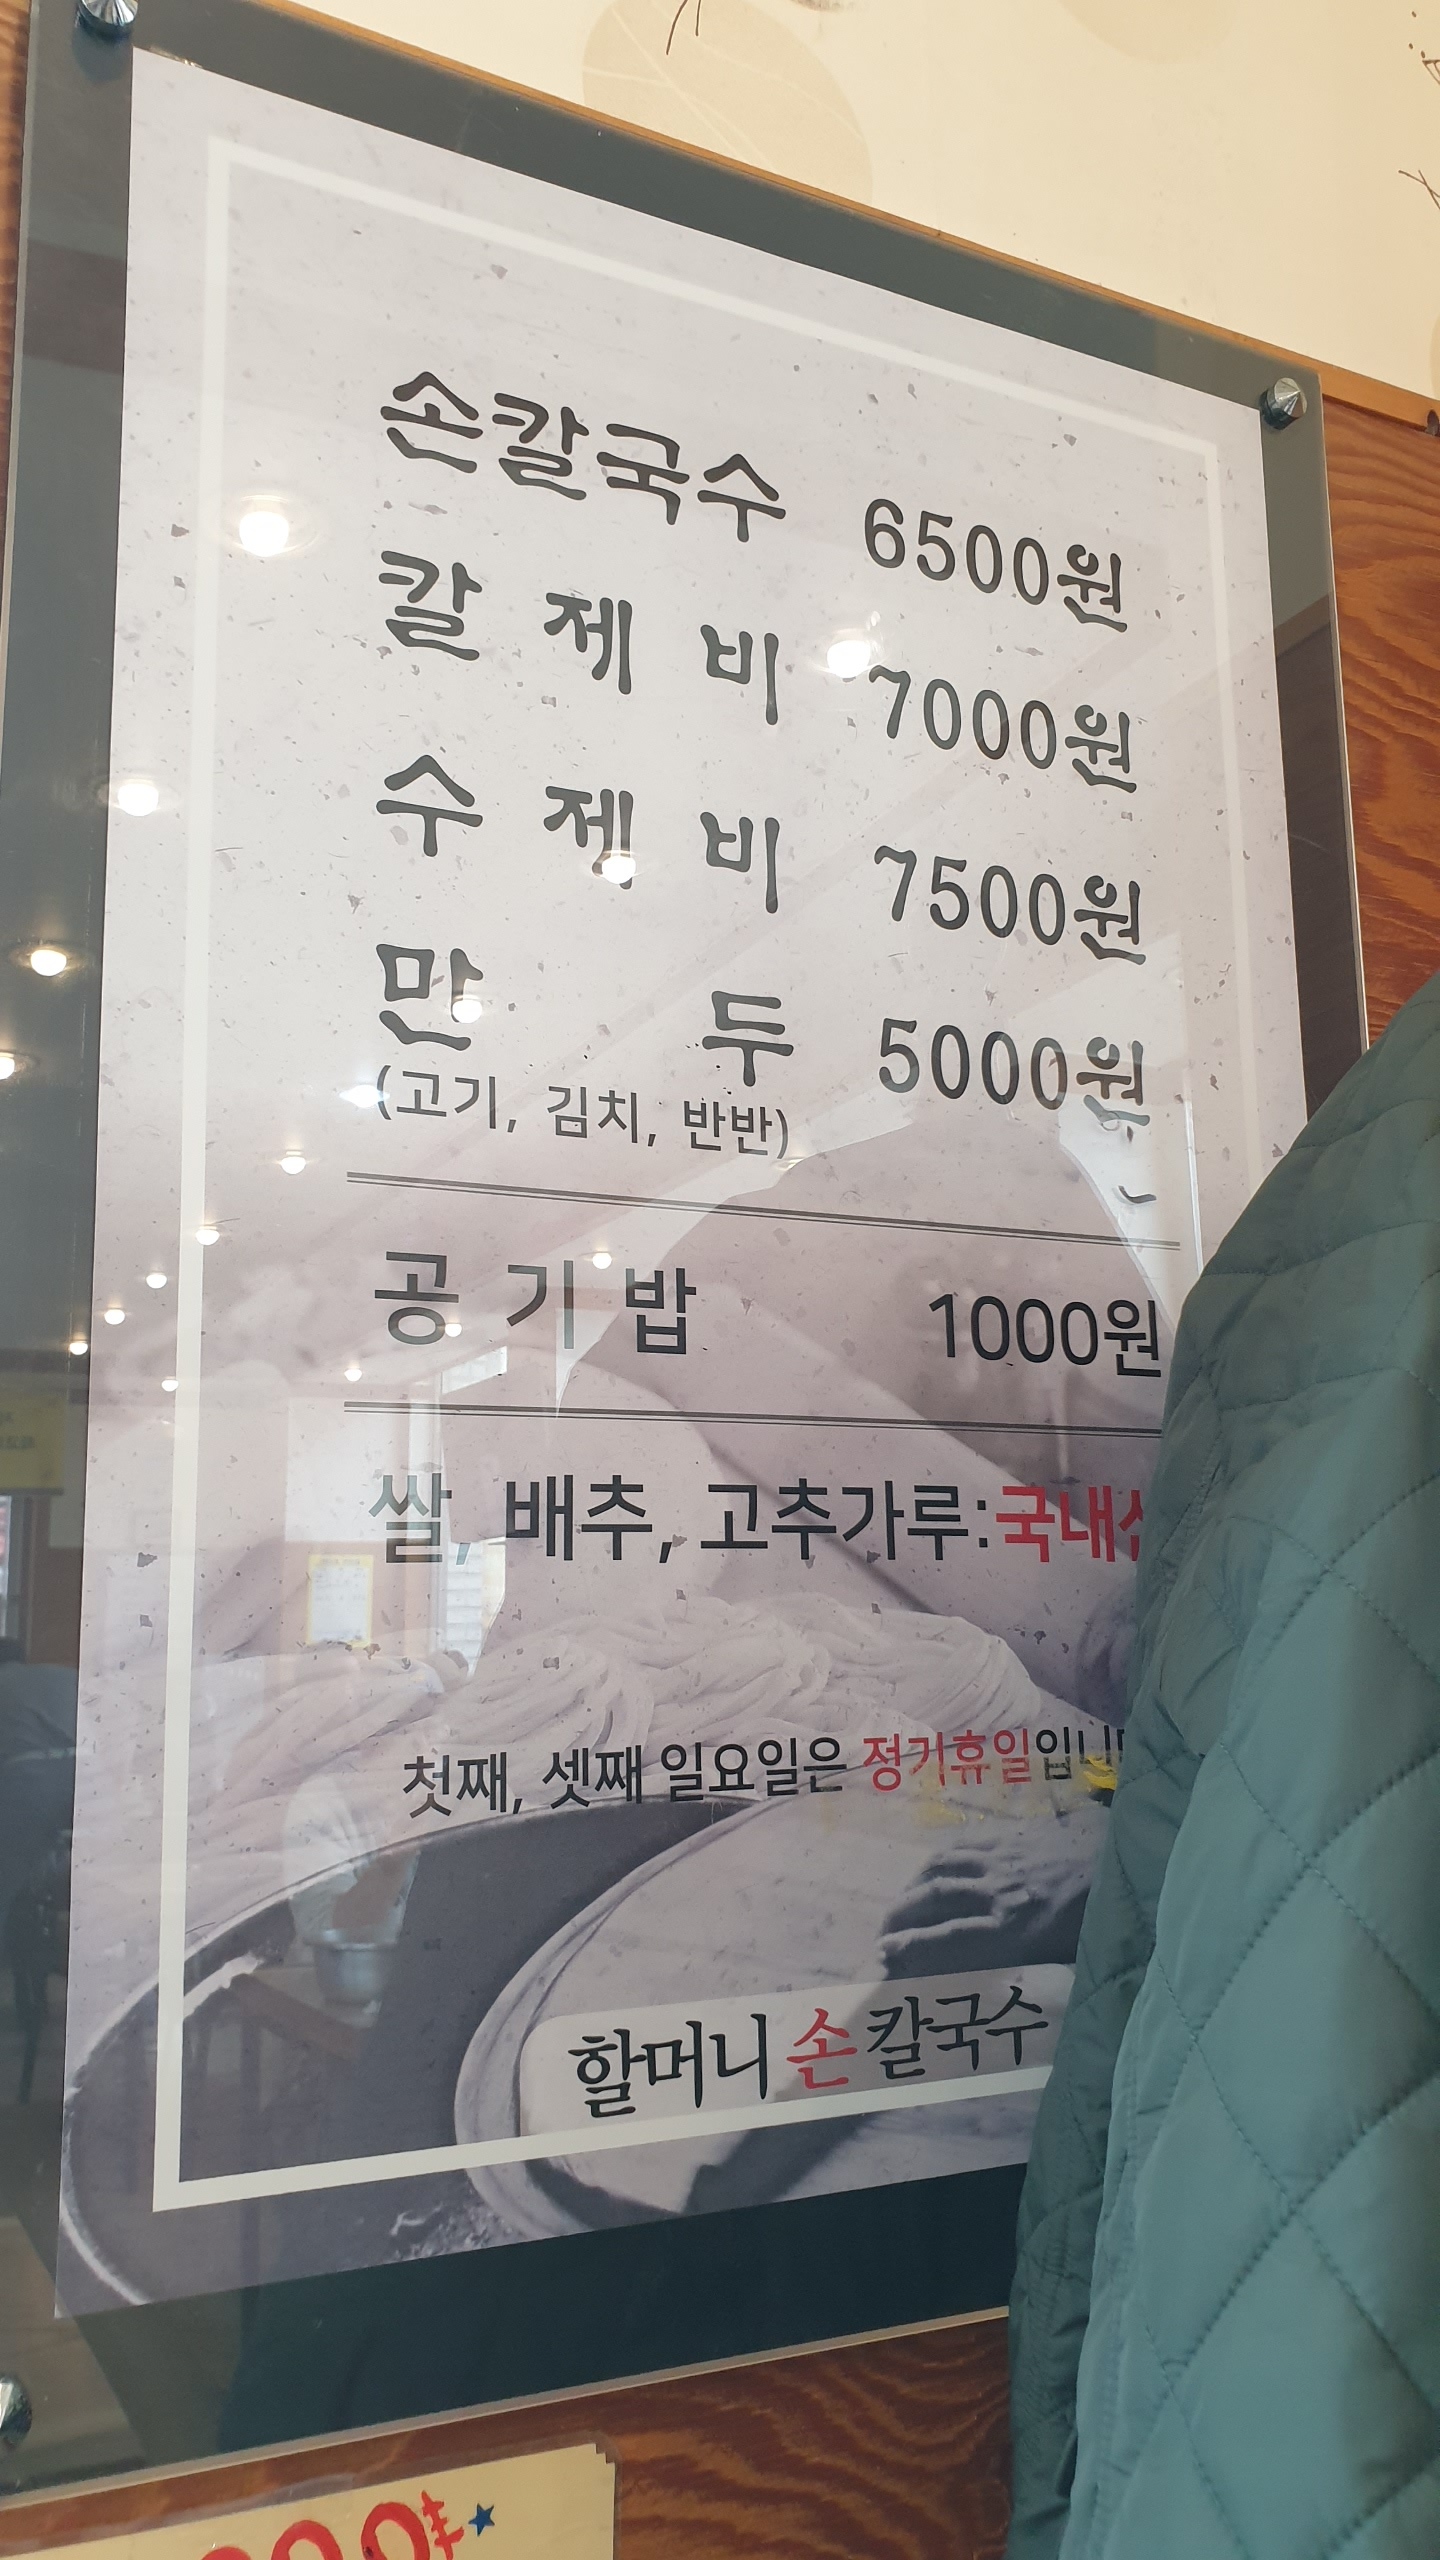 손칼국수 6500원
칼 제 비 7000원
수 제 비 7500원
만 두 5000원
(고기, 김치, 반반)
공 기 밥 1000원
쌀, 배추, 고추가루:국내
첫째, 셋째 일요일은 정기휴일입니
할머니 손칼국수